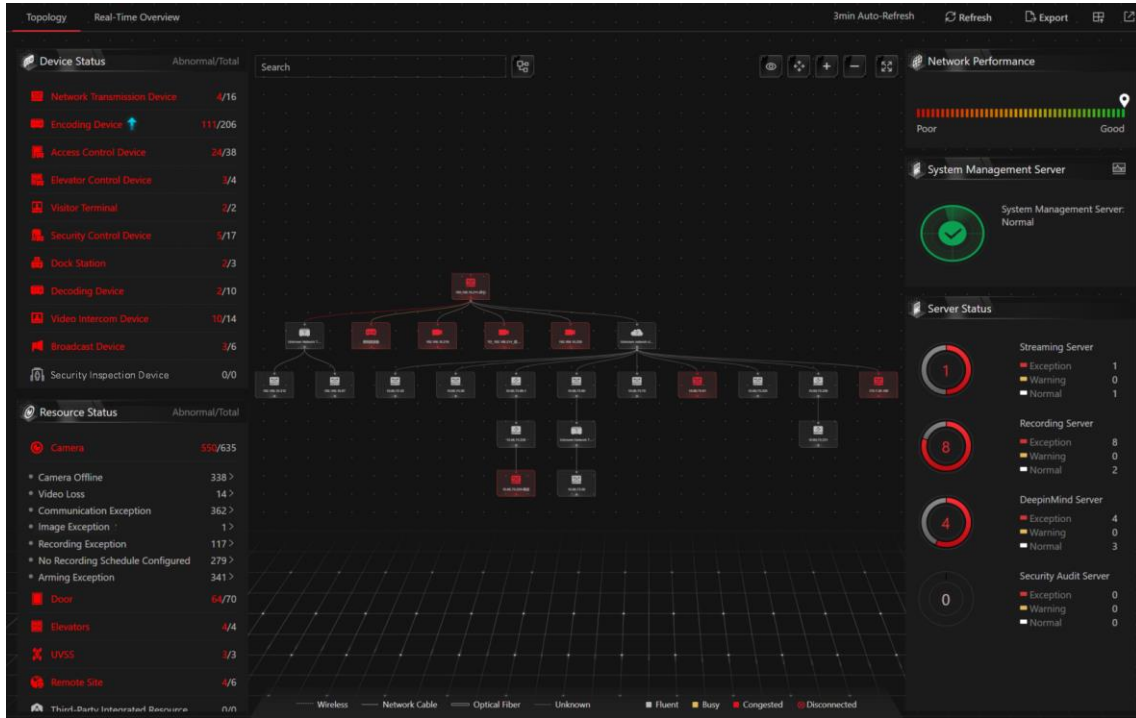 Topology Real-Time Overview 3min Auto-Refresh Refresh Export
Device Status Abnormal/Total
Network Transmission Device 4/16
Encoding Device 111/206
Access Control Device 24/38
Elevator Control Device 3/4
Visitor Terminal 2/2
Security Control Device 5/17
Dock Station 2/3
Decoding Device 2/10
Video Intercom Device 10/14
Broadcast Device 3/6
Security Inspection Device 0/0
Resource Status Abnormal/Total
Camera 550/635
Camera Offline 338 >
Video Loss 14 >
Communication Exception 362 >
Image Exception 1 >
Recording Exception 117 >
No Recording Schedule Configured 279 >
Arming Exception 341 >
Door 64/70
Elevators 4/4
UVSS 3/3
Remote Site 4/6
Third-Party Integrated Resource 0/0
Search
Wireless Network Cable Optical Fiber Unknown Fluent Busy Congested Disconnected
Network Performance
Poor Good
System Management Server
System Management Server:
Normal
Server Status
Streaming Server
1
Exception 1
Warning 0
Normal 1
Recording Server
8
Exception 8
Warning 0
Normal 2
DeepinMind Server
4
Exception 4
Warning 0
Normal 3
Security Audit Server
0
Exception 0
Warning 0
Normal 0